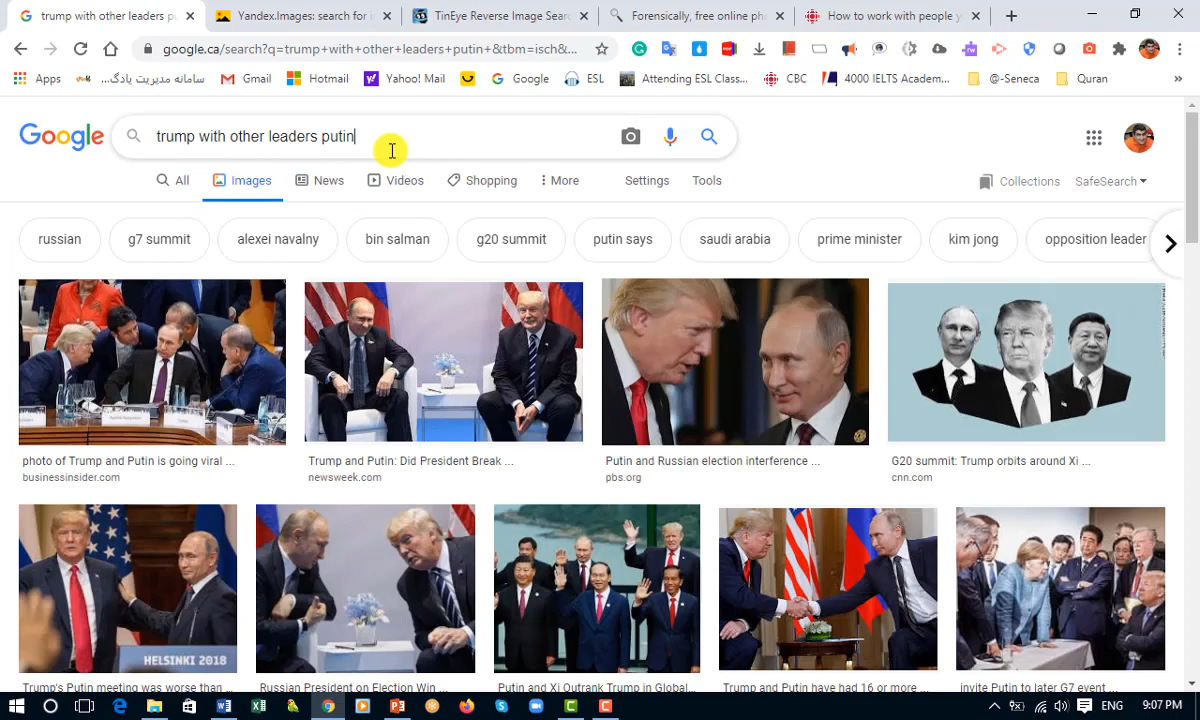 trump with other leaders pu
Yandex.Images: search for i
TinEye Reverse Image Sear
Forensically, free online ph
How to work with people y
google.ca/search?q=trump+with+other+leaders+putin+&tbm=isch&...
Apps
سامانه مدیریت یادگ...
Gmail
Hotmail
Yahoo! Mail
Google
ESL
Attending ESL Class...
CBC
4000 IELTS Academ...
@-Seneca
Quran
»
Google
trump with other leaders putin
All
Images
News
Videos
Shopping
More
Settings
Tools
Collections
SafeSearch
russian
g7 summit
alexei navalny
bin salman
g20 summit
putin says
saudi arabia
prime minister
kim jong
opposition leader
photo of Trump and Putin is going viral ...
businessinsider.com
Trump and Putin: Did President Break ...
newsweek.com
Putin and Russian election interference ...
pbs.org
G20 summit: Trump orbits around Xi ...
cnn.com
HELSINKI 2018
Trump's Putin meeting was worse than ...
Russian President on Election Win ...
Putin and Xi Outrank Trump in Global...
Trump and Putin have had 16 or more ...
invite Putin to later G7 event ...
ENG
9:07 PM